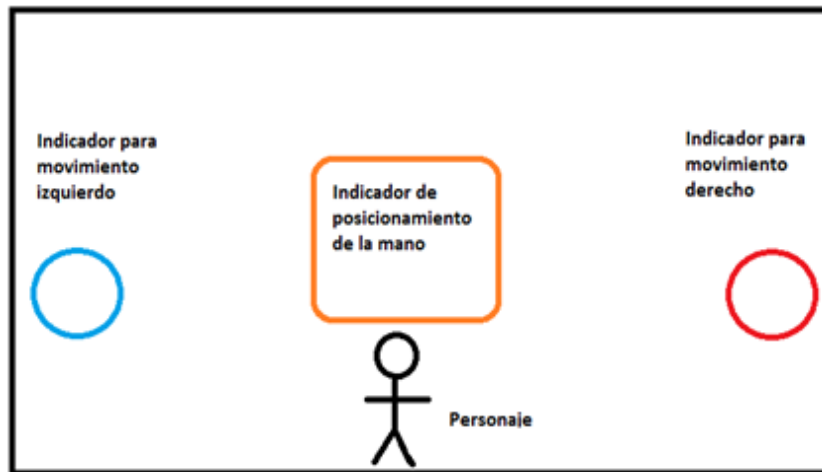 Indicador para
movimiento
izquierdo
Indicador de
posicionamiento
de la mano
Indicador para
movimiento
derecho
Personaje